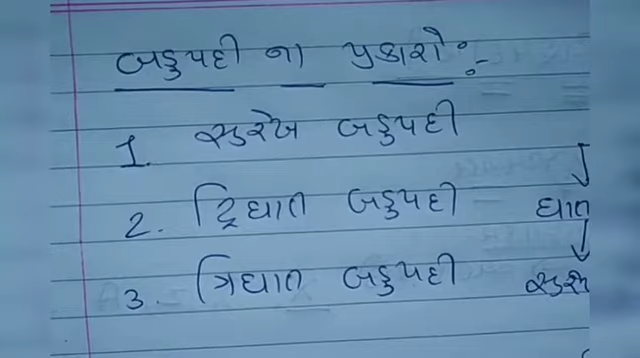 બહુપદી ના પ્રકારો :-
1. સુરેખ બહુપદી
2. દ્વિઘાત બહુપદી ઘાત
3. ત્રિઘાત બહુપદી